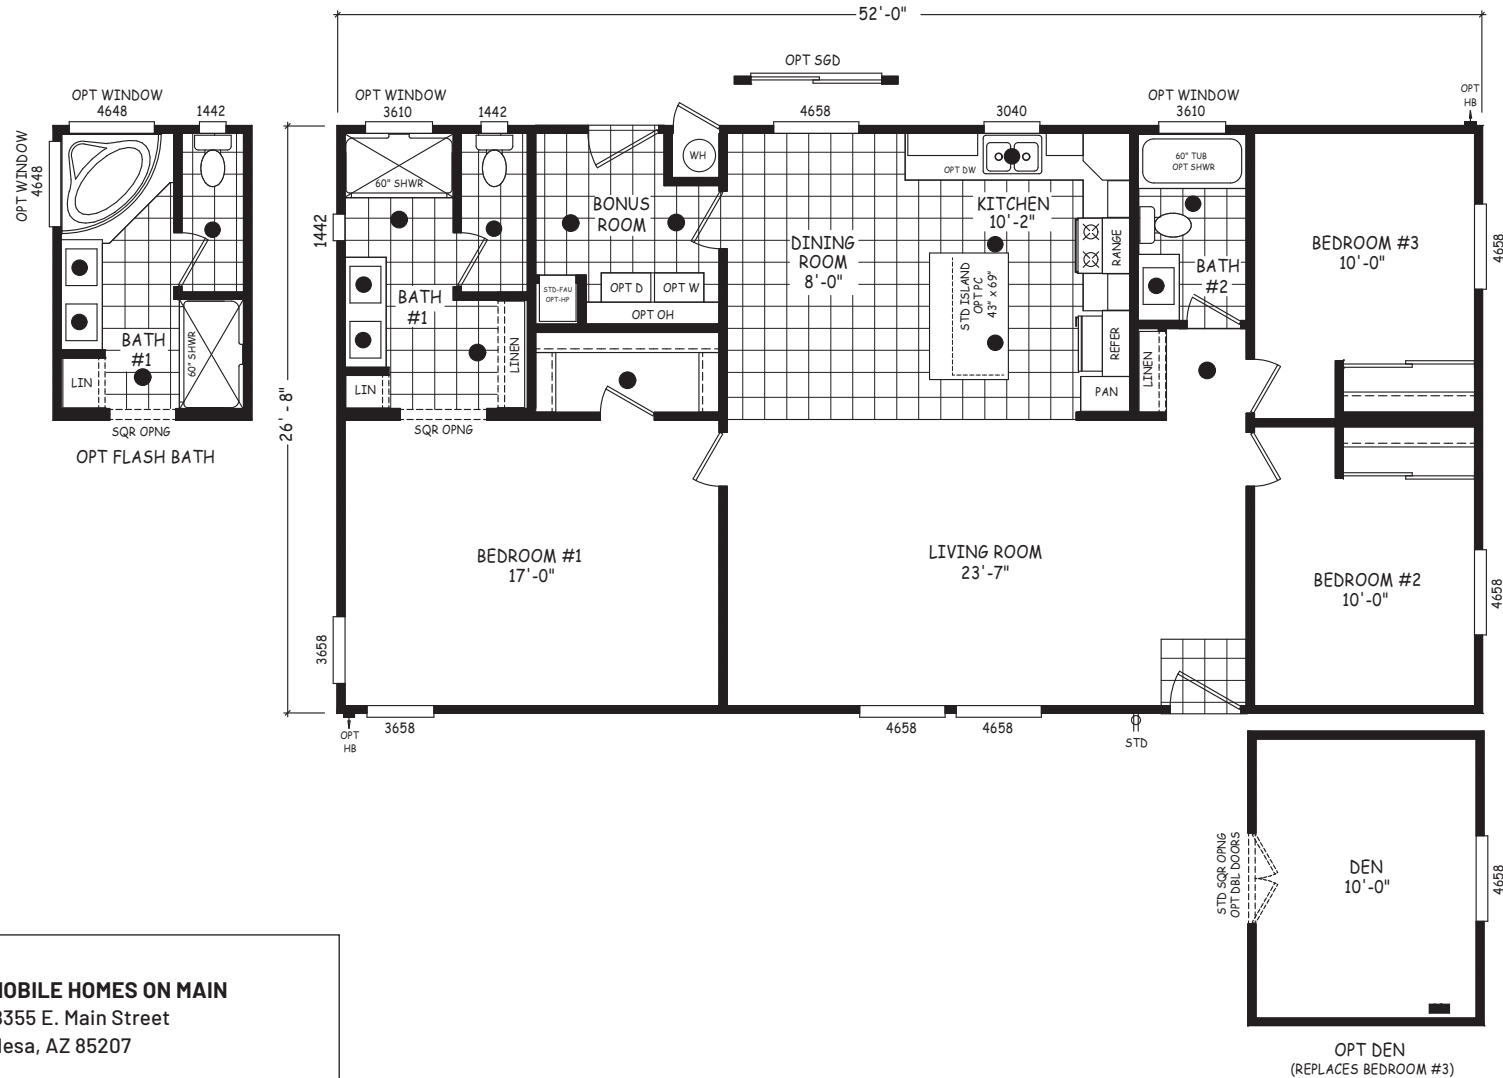 52'-0"
OPT SGD
OPT WINDOW
4648
1442
OPT WINDOW
4648
LIN
BATH
#1
60" SHWR
SQR OPNG
OPT FLASH BATH
26'-8"
OPT WINDOW
3610
1442
4658
3040
OPT WINDOW
3610
OPT
HB
1442
60" SHWR
BATH
#1
LIN
LINEN
SQR OPNG
BONUS
ROOM
WH
STD-FAU
OPT-HP
OPT D
OPT W
OPT OH
DINING
ROOM
8'-0"
OPT DW
KITCHEN
10'-2"
STD ISLAND
OPT PC
43" x 69"
RANGE
REFER
PAN
60" TUB
OPT SHWR
BATH
#2
LINEN
BEDROOM #3
10'-0"
4658
BEDROOM #1
17'-0"
LIVING ROOM
23'-7"
BEDROOM #2
10'-0"
4658
3658
OPT
HB
3658
4658
4658
STD
STD SQR OPNG
OPT DBL DOORS
DEN
10'-0"
4658
OPT DEN
(REPLACES BEDROOM #3)
MOBILE HOMES ON MAIN
8355 E. Main Street
Mesa, AZ 85207